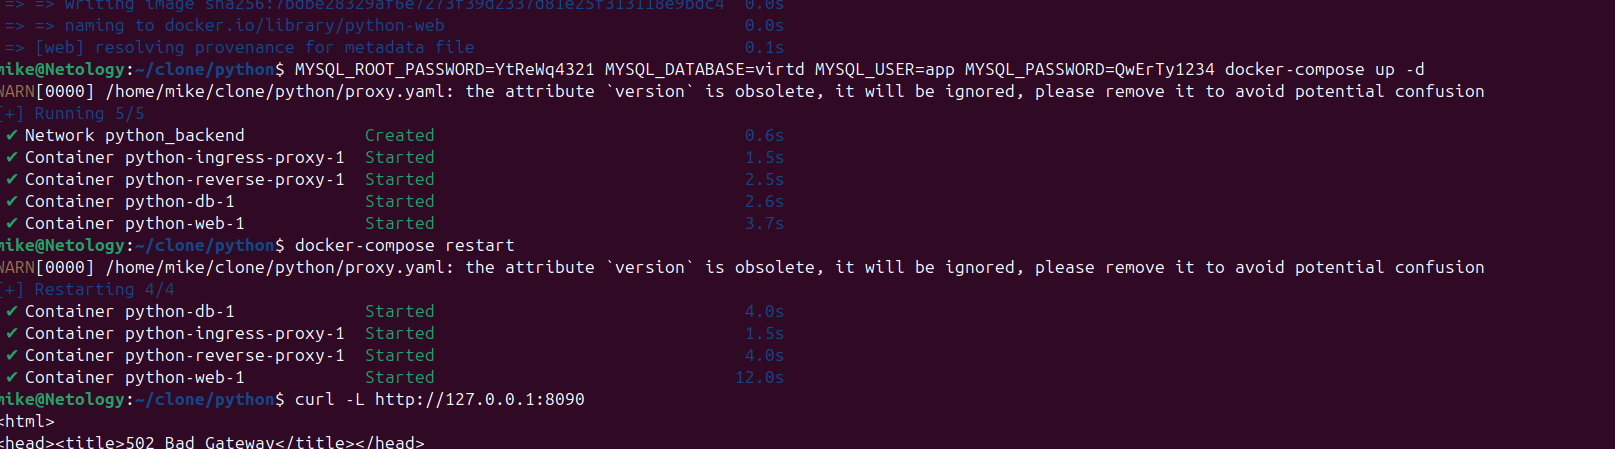 => => writing image sha256:7bdbe28329af6e7273f39d2337d81e25f313118e9bdc4 0.0s
=> => naming to docker.io/library/python-web 0.0s
=> [web] resolving provenance for metadata file 0.1s
mike@Netology:~/clone/python$ MYSQL_ROOT_PASSWORD=YtReWq4321 MYSQL_DATABASE=virtd MYSQL_USER=app MYSQL_PASSWORD=QwErTy1234 docker-compose up -d
WARN[0000] /home/mike/clone/python/proxy.yaml: the attribute `version` is obsolete, it will be ignored, please remove it to avoid potential confusion
[+] Running 5/5
✔ Network python_backend Created 0.6s
✔ Container python-ingress-proxy-1 Started 1.5s
✔ Container python-reverse-proxy-1 Started 2.5s
✔ Container python-db-1 Started 2.6s
✔ Container python-web-1 Started 3.7s
mike@Netology:~/clone/python$ docker-compose restart
WARN[0000] /home/mike/clone/python/proxy.yaml: the attribute `version` is obsolete, it will be ignored, please remove it to avoid potential confusion
[+] Restarting 4/4
✔ Container python-db-1 Started 4.0s
✔ Container python-ingress-proxy-1 Started 1.5s
✔ Container python-reverse-proxy-1 Started 4.0s
✔ Container python-web-1 Started 12.0s
mike@Netology:~/clone/python$ curl -L http://127.0.0.1:8090
<html>
<head><title>502 Bad Gateway</title></head>